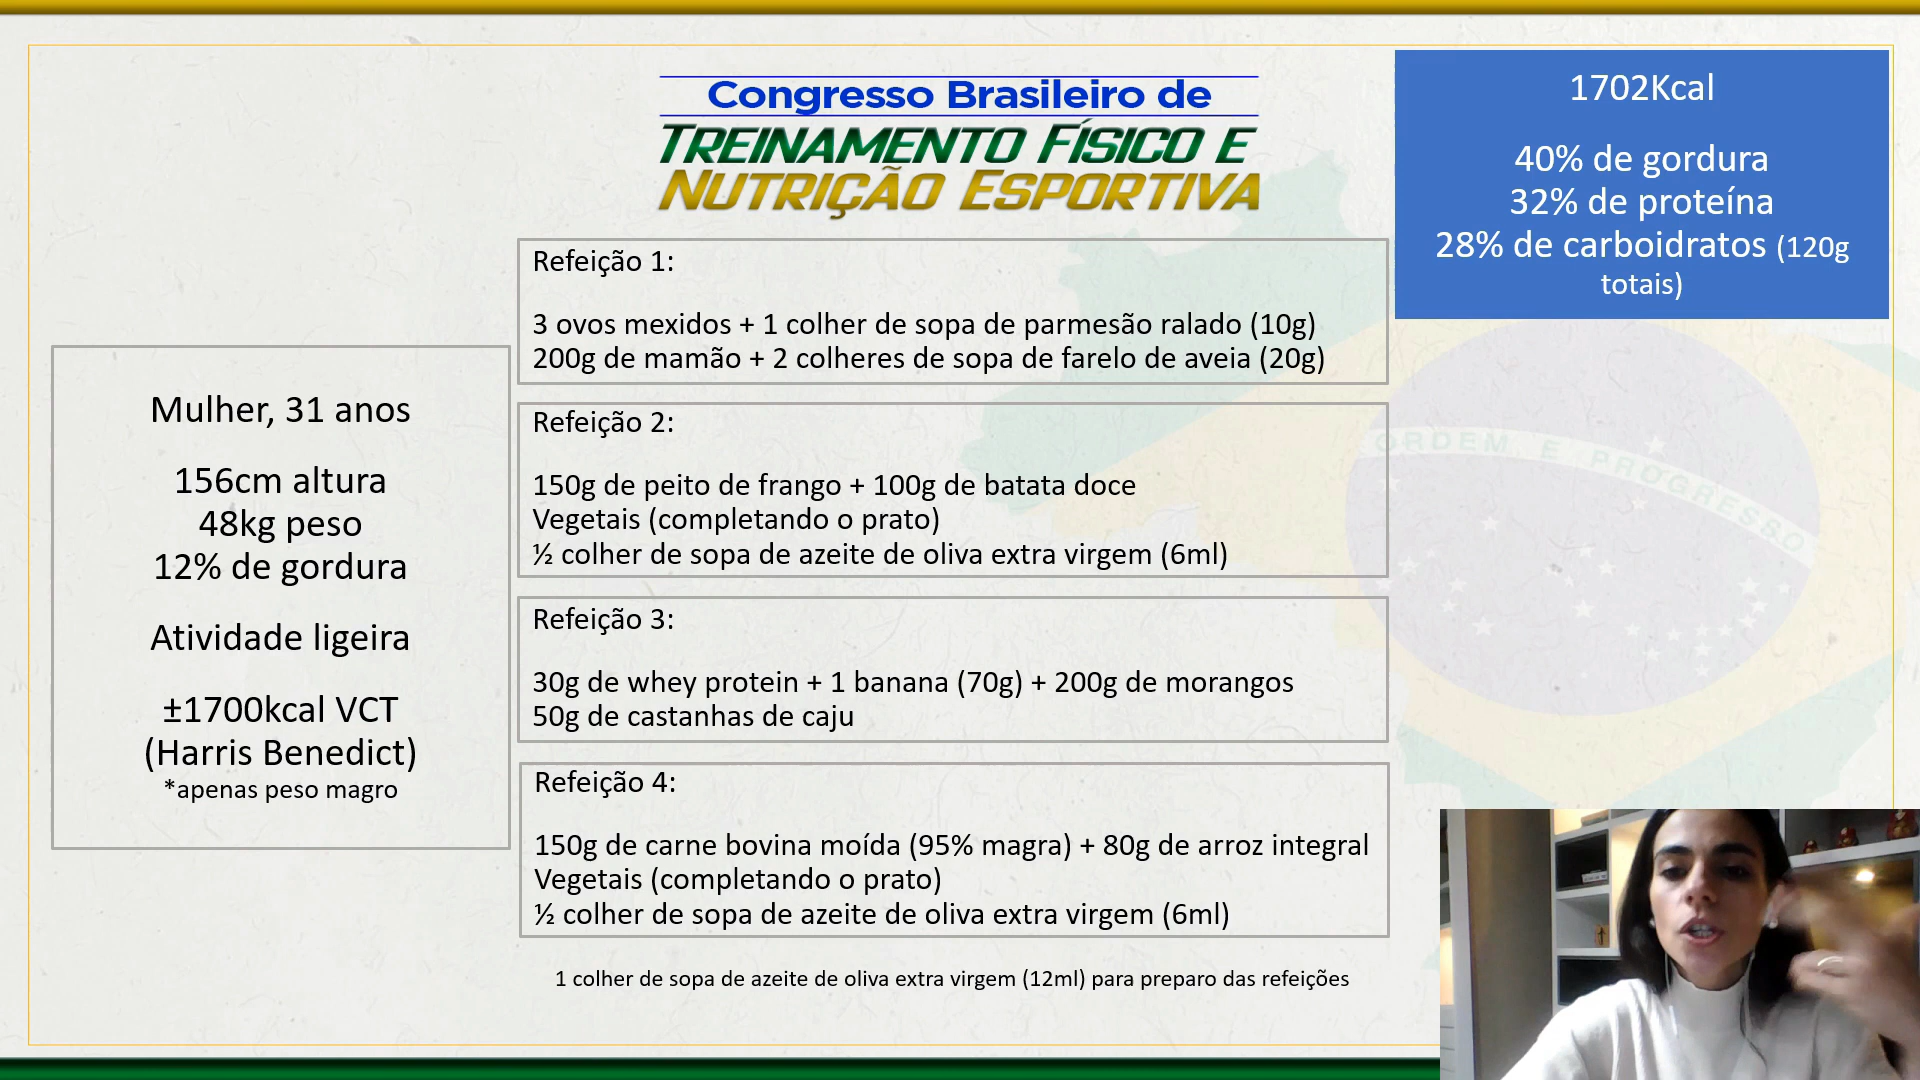 Congresso Brasileiro de
TREINAMENTO FÍSICO E
NUTRIÇÃO ESPORTIVA
1702Kcal
40% de gordura
32% de proteína
28% de carboidratos (120g
totais)
Mulher, 31 anos
156cm altura
48kg peso
12% de gordura
Atividade ligeira
±1700kcal VCT
(Harris Benedict)
*apenas peso magro
Refeição 1:
3 ovos mexidos + 1 colher de sopa de parmesão ralado (10g)
200g de mamão + 2 colheres de sopa de farelo de aveia (20g)
Refeição 2:
150g de peito de frango + 100g de batata doce
Vegetais (completando o prato)
½ colher de sopa de azeite de oliva extra virgem (6ml)
Refeição 3:
30g de whey protein + 1 banana (70g) + 200g de morangos
50g de castanhas de caju
Refeição 4:
150g de carne bovina moída (95% magra) + 80g de arroz integral
Vegetais (completando o prato)
½ colher de sopa de azeite de oliva extra virgem (6ml)
1 colher de sopa de azeite de oliva extra virgem (12ml) para preparo das refeições
ORDEM E PROGRESSO